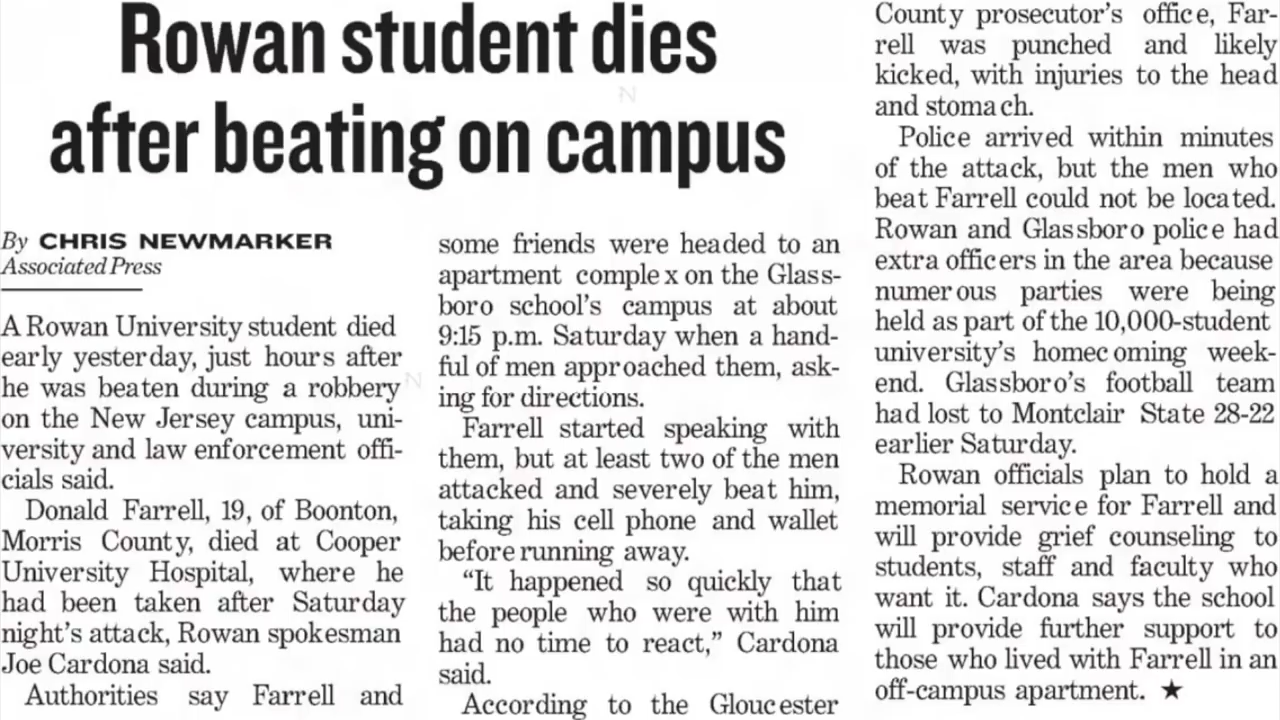 Rowan student dies
after beating on campus
By CHRIS NEWMARKER
Associated Press
A Rowan University student died
early yesterday, just hours after
he was beaten during a robbery
on the New Jersey campus, uni-
versity and law enforcement offi-
cials said.
Donald Farrell, 19, of Boonton,
Morris County, died at Cooper
University Hospital, where he
had been taken after Saturday
night's attack, Rowan spokesman
Joe Cardona said.
Authorities say Farrell and
some friends were headed to an
apartment complex on the Glass-
boro school's campus at about
9:15 p.m. Saturday when a hand-
ful of men approached them, ask-
ing for directions.
Farrell started speaking with
them, but at least two of the men
attacked and severely beat him,
taking his cell phone and wallet
before running away.
"It happened so quickly that
the people who were with him
had no time to react," Cardona
said.
According to the Gloucester
County prosecutor's office, Far-
rell was punched and likely
kicked, with injuries to the head
and stomach.
Police arrived within minutes
of the attack, but the men who
beat Farrell could not be located.
Rowan and Glassboro police had
extra officers in the area because
numerous parties were being
held as part of the 10,000-student
university's homecoming week-
end. Glassboro's football team
had lost to Montclair State 28-22
earlier Saturday.
Rowan officials plan to hold a
memorial service for Farrell and
will provide grief counseling to
students, staff and faculty who
want it. Cardona says the school
will provide further support to
those who lived with Farrell in an
off-campus apartment. ★